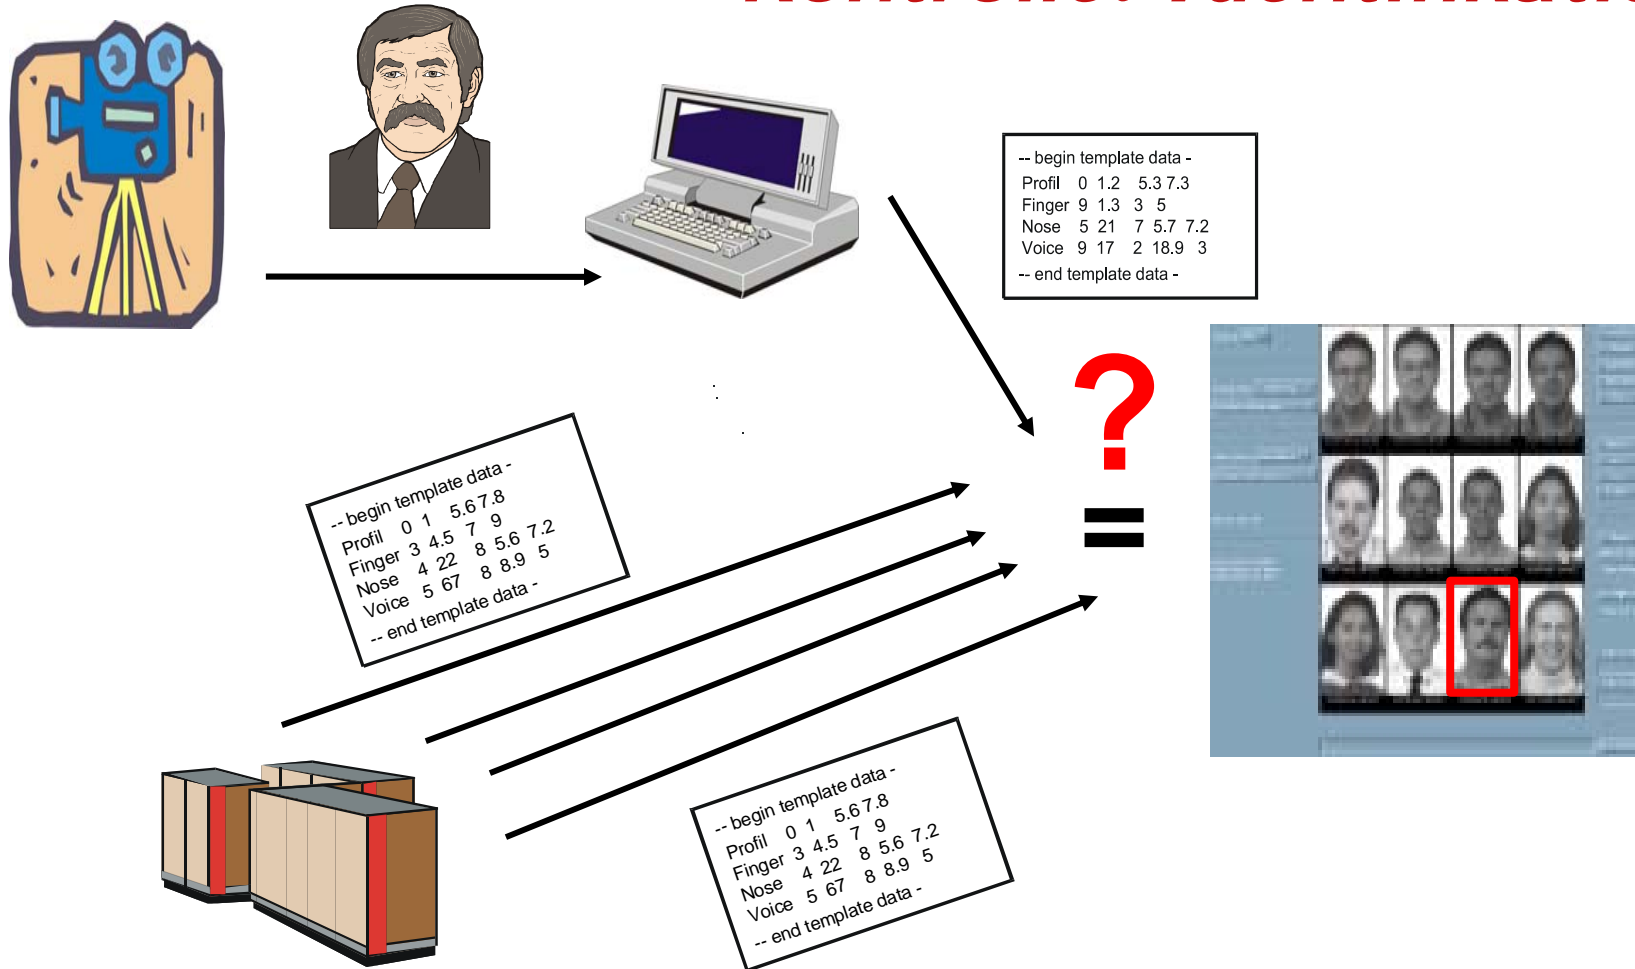 -- begin template data -
Profil 0 1.2 5.3 7.3
Finger 9 1.3 3 5
Nose 5 21 7 5.7 7.2
Voice 9 17 2 18.9 3
-- end template data -
?
=
-- begin template data -
Profil 0 1 5.6 7.8
Finger 3 4.5 7 9
Nose 4 22 8 5.6 7.2
Voice 5 67 8 8.9 5
-- end template data -
-- begin template data -
Profil 0 1 5.6 7.8
Finger 3 4.5 7 9
Nose 4 22 8 5.6 7.2
Voice 5 67 8 8.9 5
-- end template data -